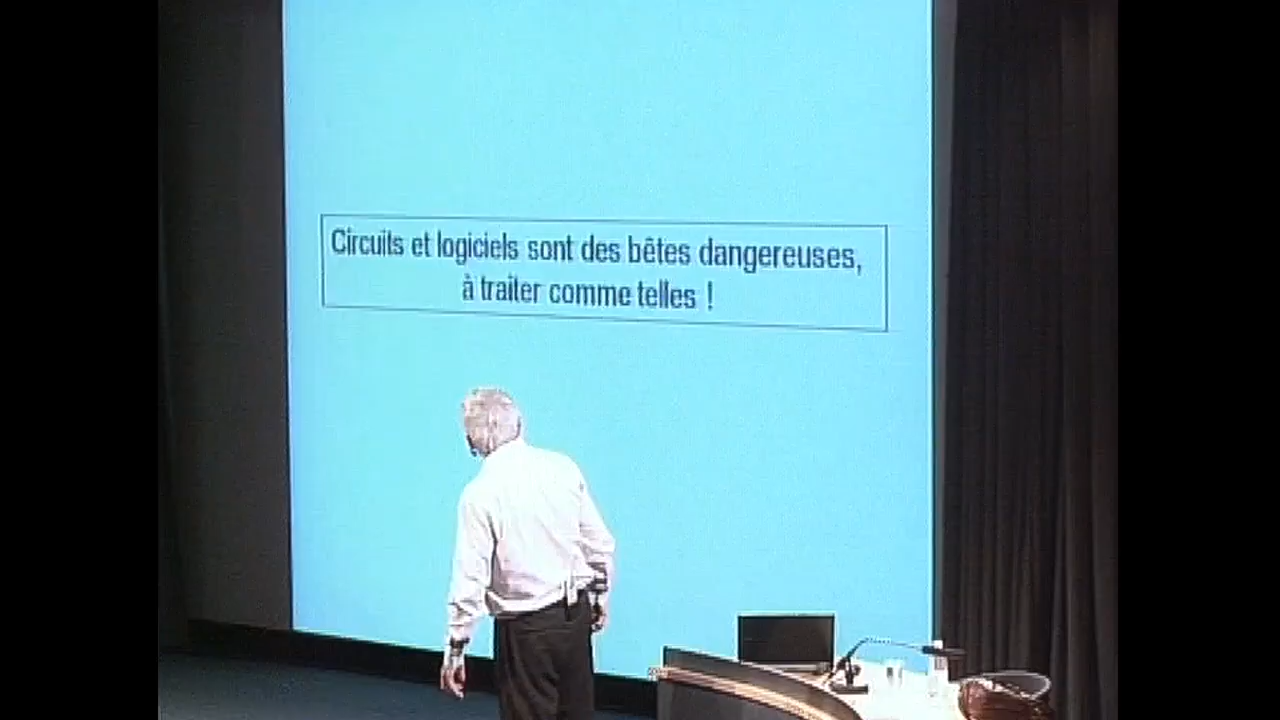 Circuits et logiciels sont des bêtes dangereuses,
à traiter comme telles !